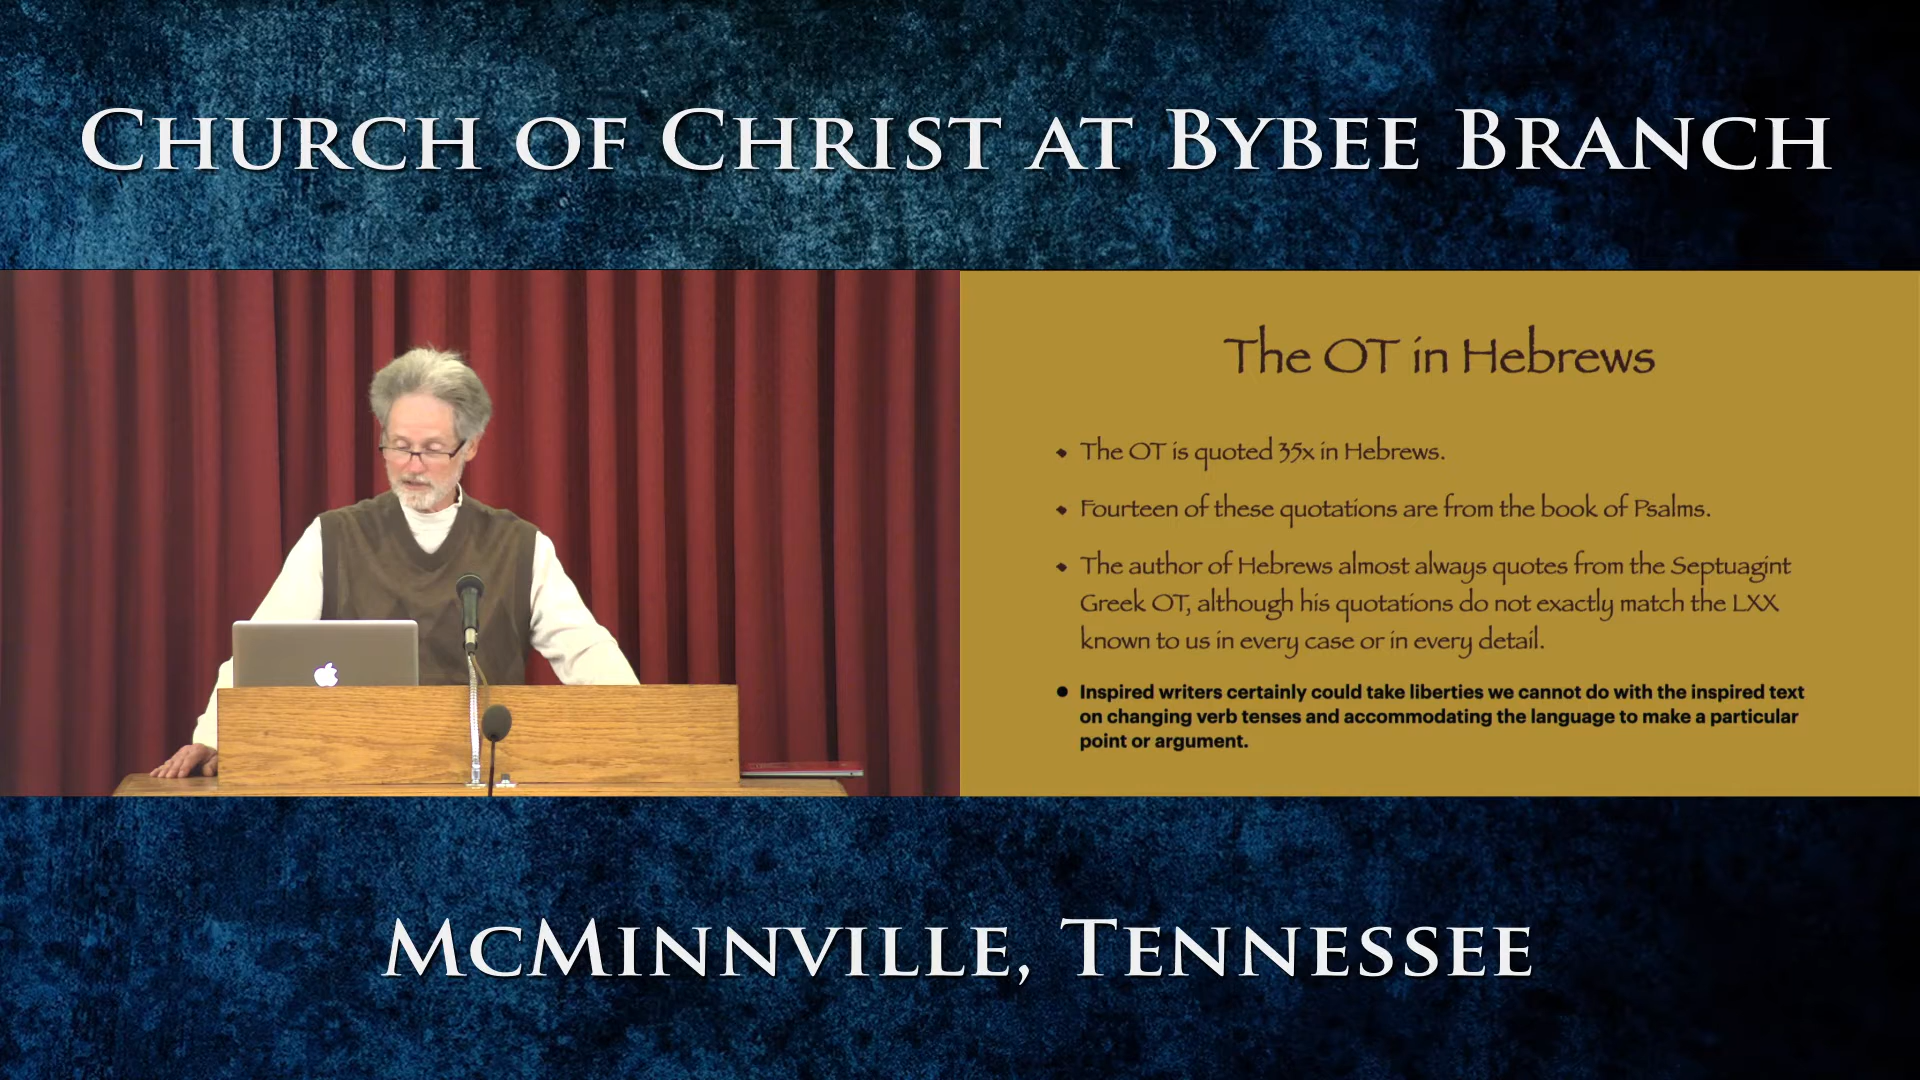 Church of Christ at Bybee Branch
The OT in Hebrews
• The OT is quoted 35x in Hebrews.
• Fourteen of these quotations are from the book of Psalms.
• The author of Hebrews almost always quotes from the Septuagint
Greek OT, although his quotations do not exactly match the LXX
known to us in every case or in every detail.
• Inspired writers certainly could take liberties we cannot do with the inspired text
on changing verb tenses and accommodating the language to make a particular
point or argument.
McMinnville, Tennessee